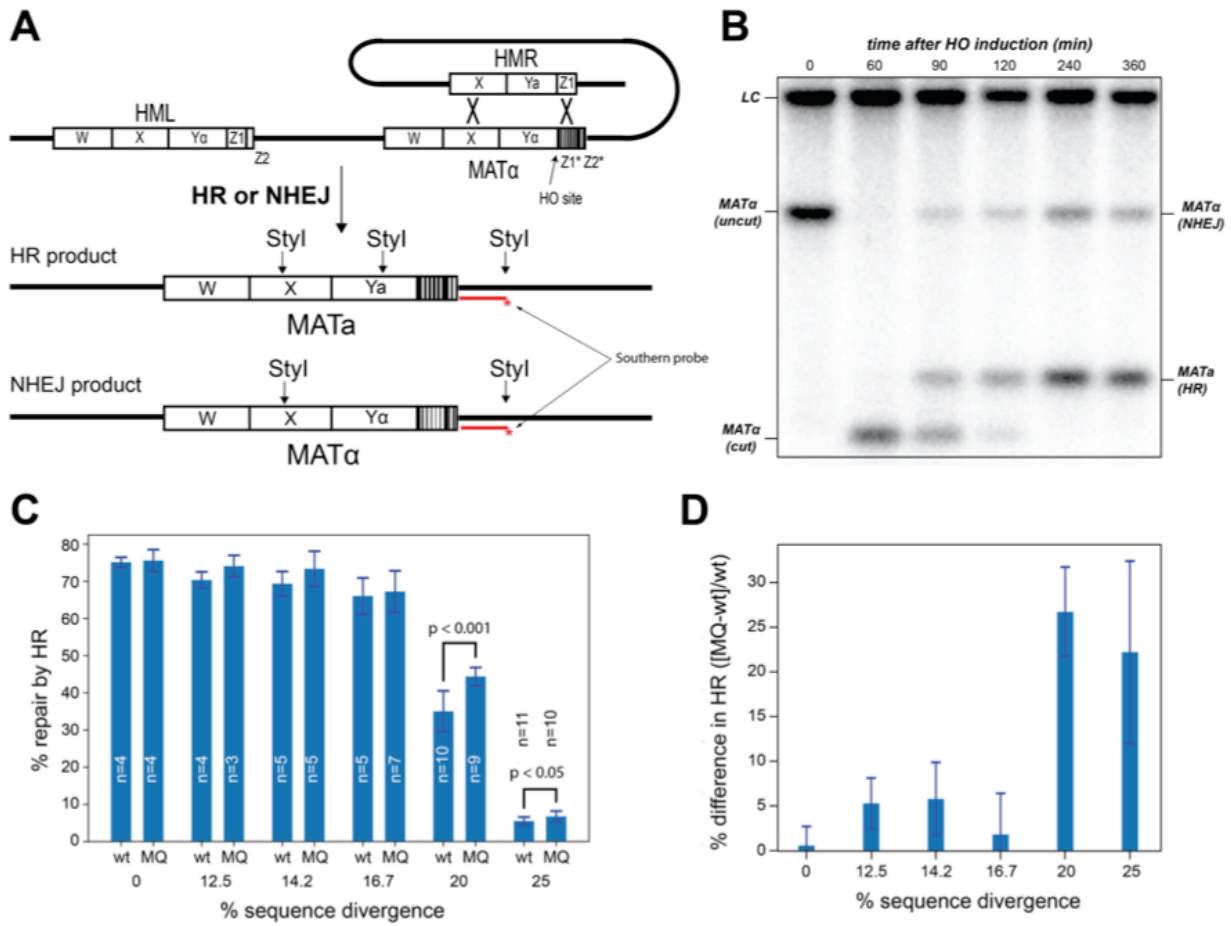 A
HMR
X Ya Z1
HML
W X Yα Z1
Z2
W X Yα
MATα
Z1* Z2*
HO site
HR or NHEJ
HR product
StyI StyI StyI
W X Ya
MATa
Southern probe
*
NHEJ product
StyI StyI
W X Yα
MATα
*
B
time after HO induction (min)
0 60 90 120 240 360
LC
MATα
(uncut)
MATα
(NHEJ)
MATa
(HR)
MATα
(cut)
C
% repair by HR
80
70
60
50
40
30
20
10
0
p < 0.001
n=11 n=10
p < 0.05
n=4 n=4 n=4 n=3 n=5 n=5 n=5 n=7 n=10 n=9
wt MQ wt MQ wt MQ wt MQ wt MQ wt MQ
0 12.5 14.2 16.7 20 25
% sequence divergence
D
% difference in HR ([MQ-wt]/wt)
30
25
20
15
10
5
0
0 12.5 14.2 16.7 20 25
% sequence divergence